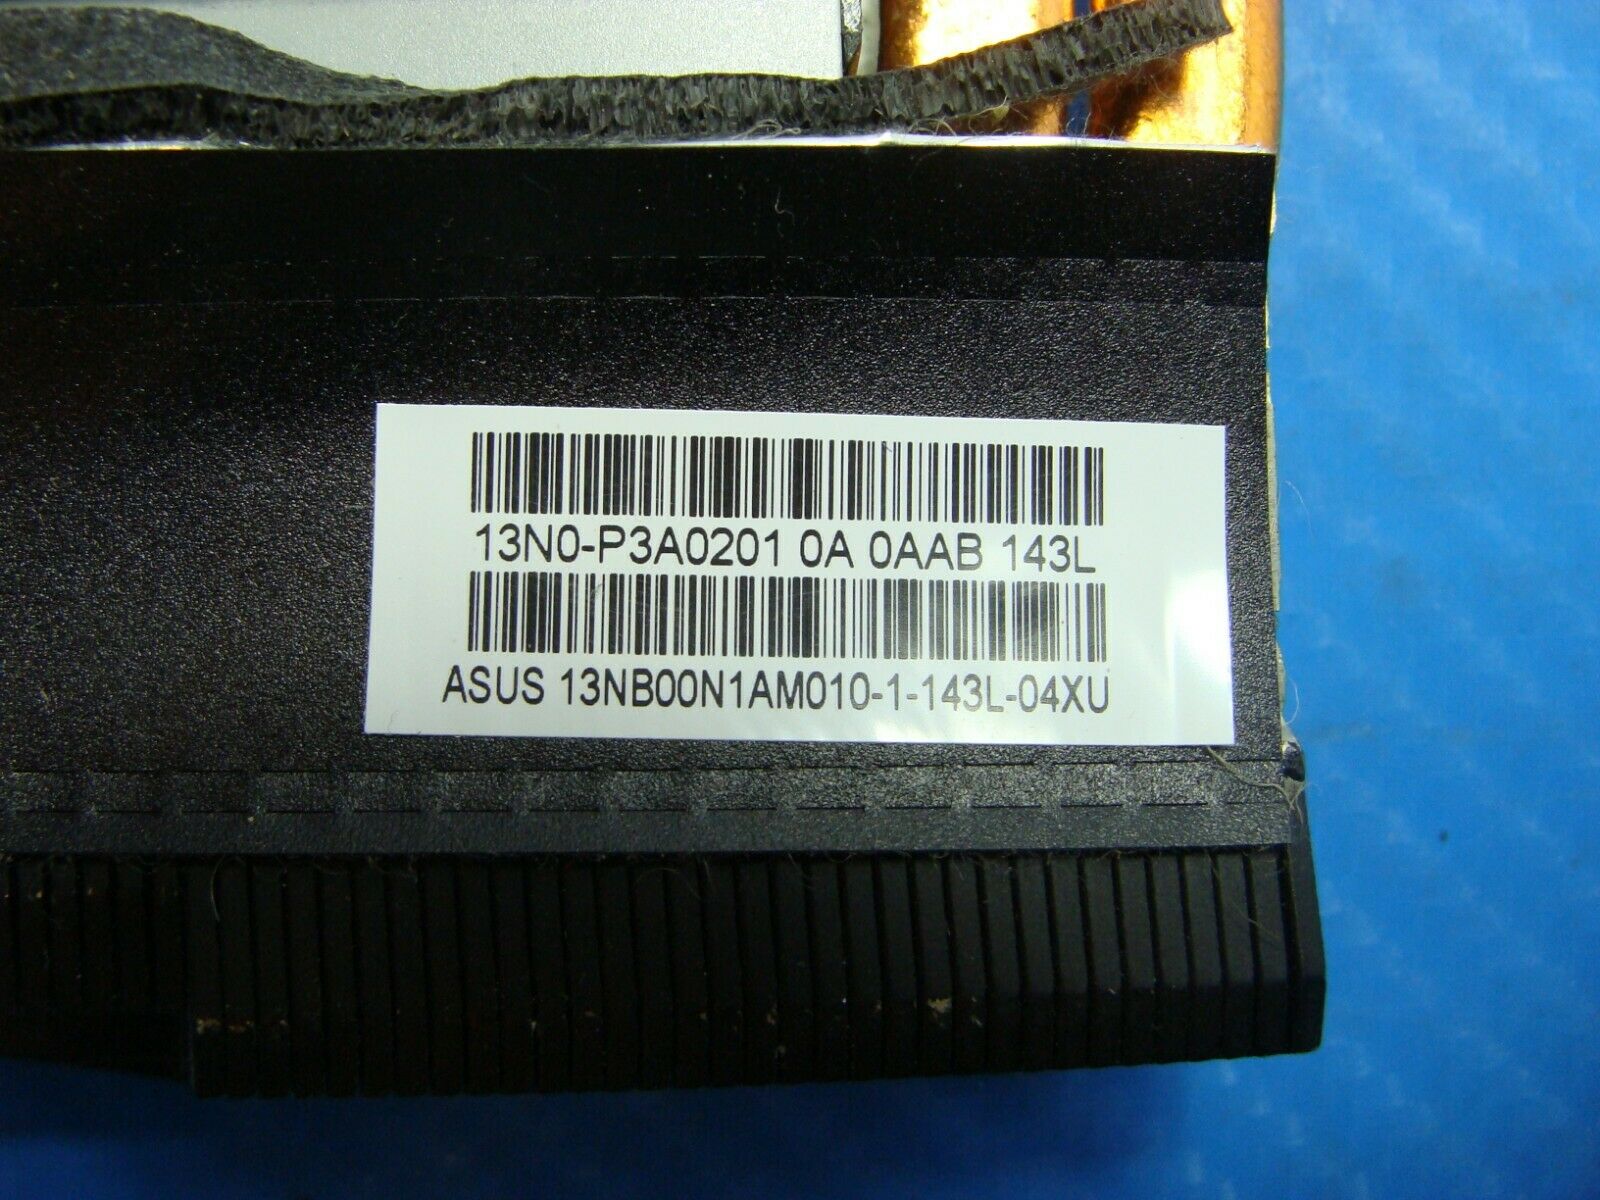 13N0-P3A0201 0A 0AAB 143L
ASUS 13NB00N1AM010-1-143L-04XU